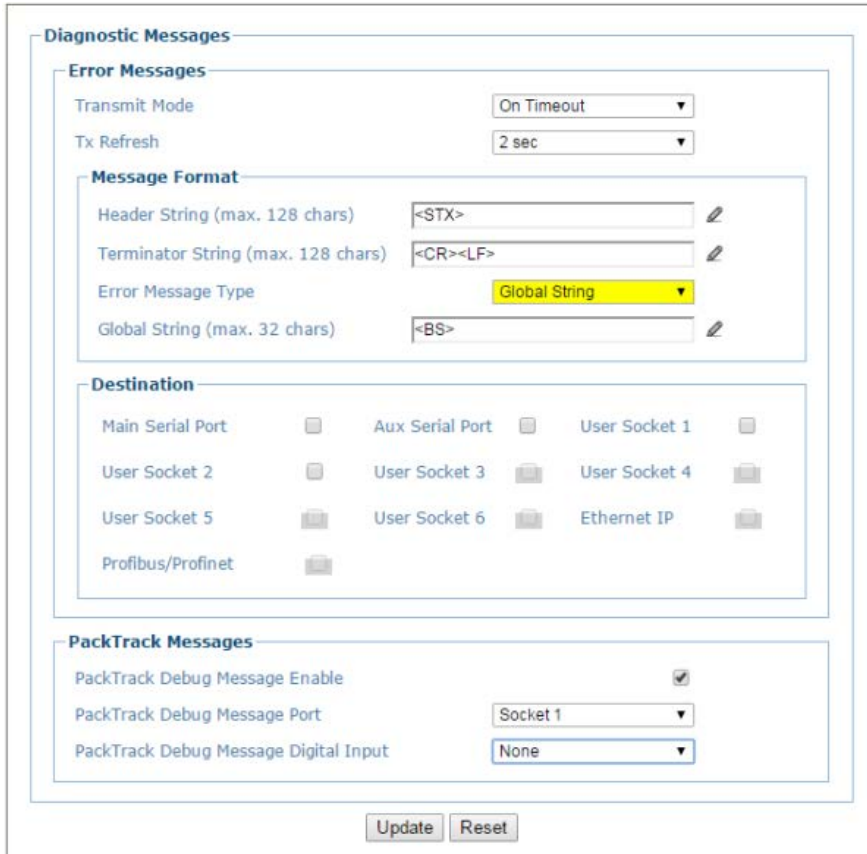 Diagnostic Messages
Error Messages
Transmit Mode On Timeout
Tx Refresh 2 sec
Message Format
Header String (max. 128 chars) <STX>
Terminator String (max. 128 chars) <CR><LF>
Error Message Type Global String
Global String (max. 32 chars) <BS>
Destination
Main Serial Port Aux Serial Port User Socket 1
User Socket 2 User Socket 3 User Socket 4
User Socket 5 User Socket 6 Ethernet IP
Profibus/Profinet
PackTrack Messages
PackTrack Debug Message Enable
PackTrack Debug Message Port Socket 1
PackTrack Debug Message Digital Input None
Update Reset